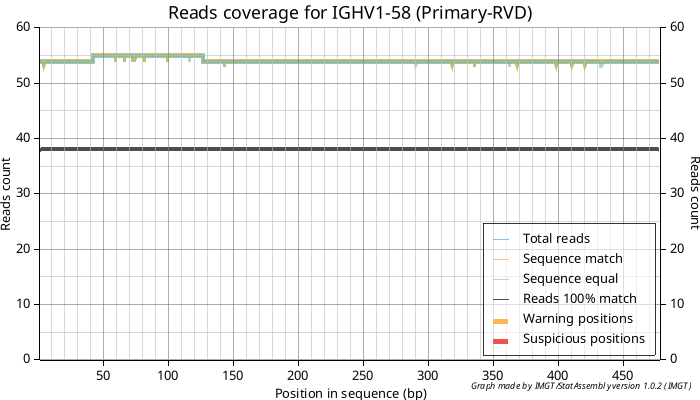 Reads coverage for IGHV1-58 (Primary-RVD)
60 60
50 50
40 40
30 30
20 20
10 10
0 0
Reads count
Reads count
Total reads
Sequence match
Sequence equal
Reads 100% match
Warning positions
Suspicious positions
50 100 150 200 250 300 350 400 450
Position in sequence (bp)
Graph made by IMGT/StatAssembly version 1.0.2 (IMGT)